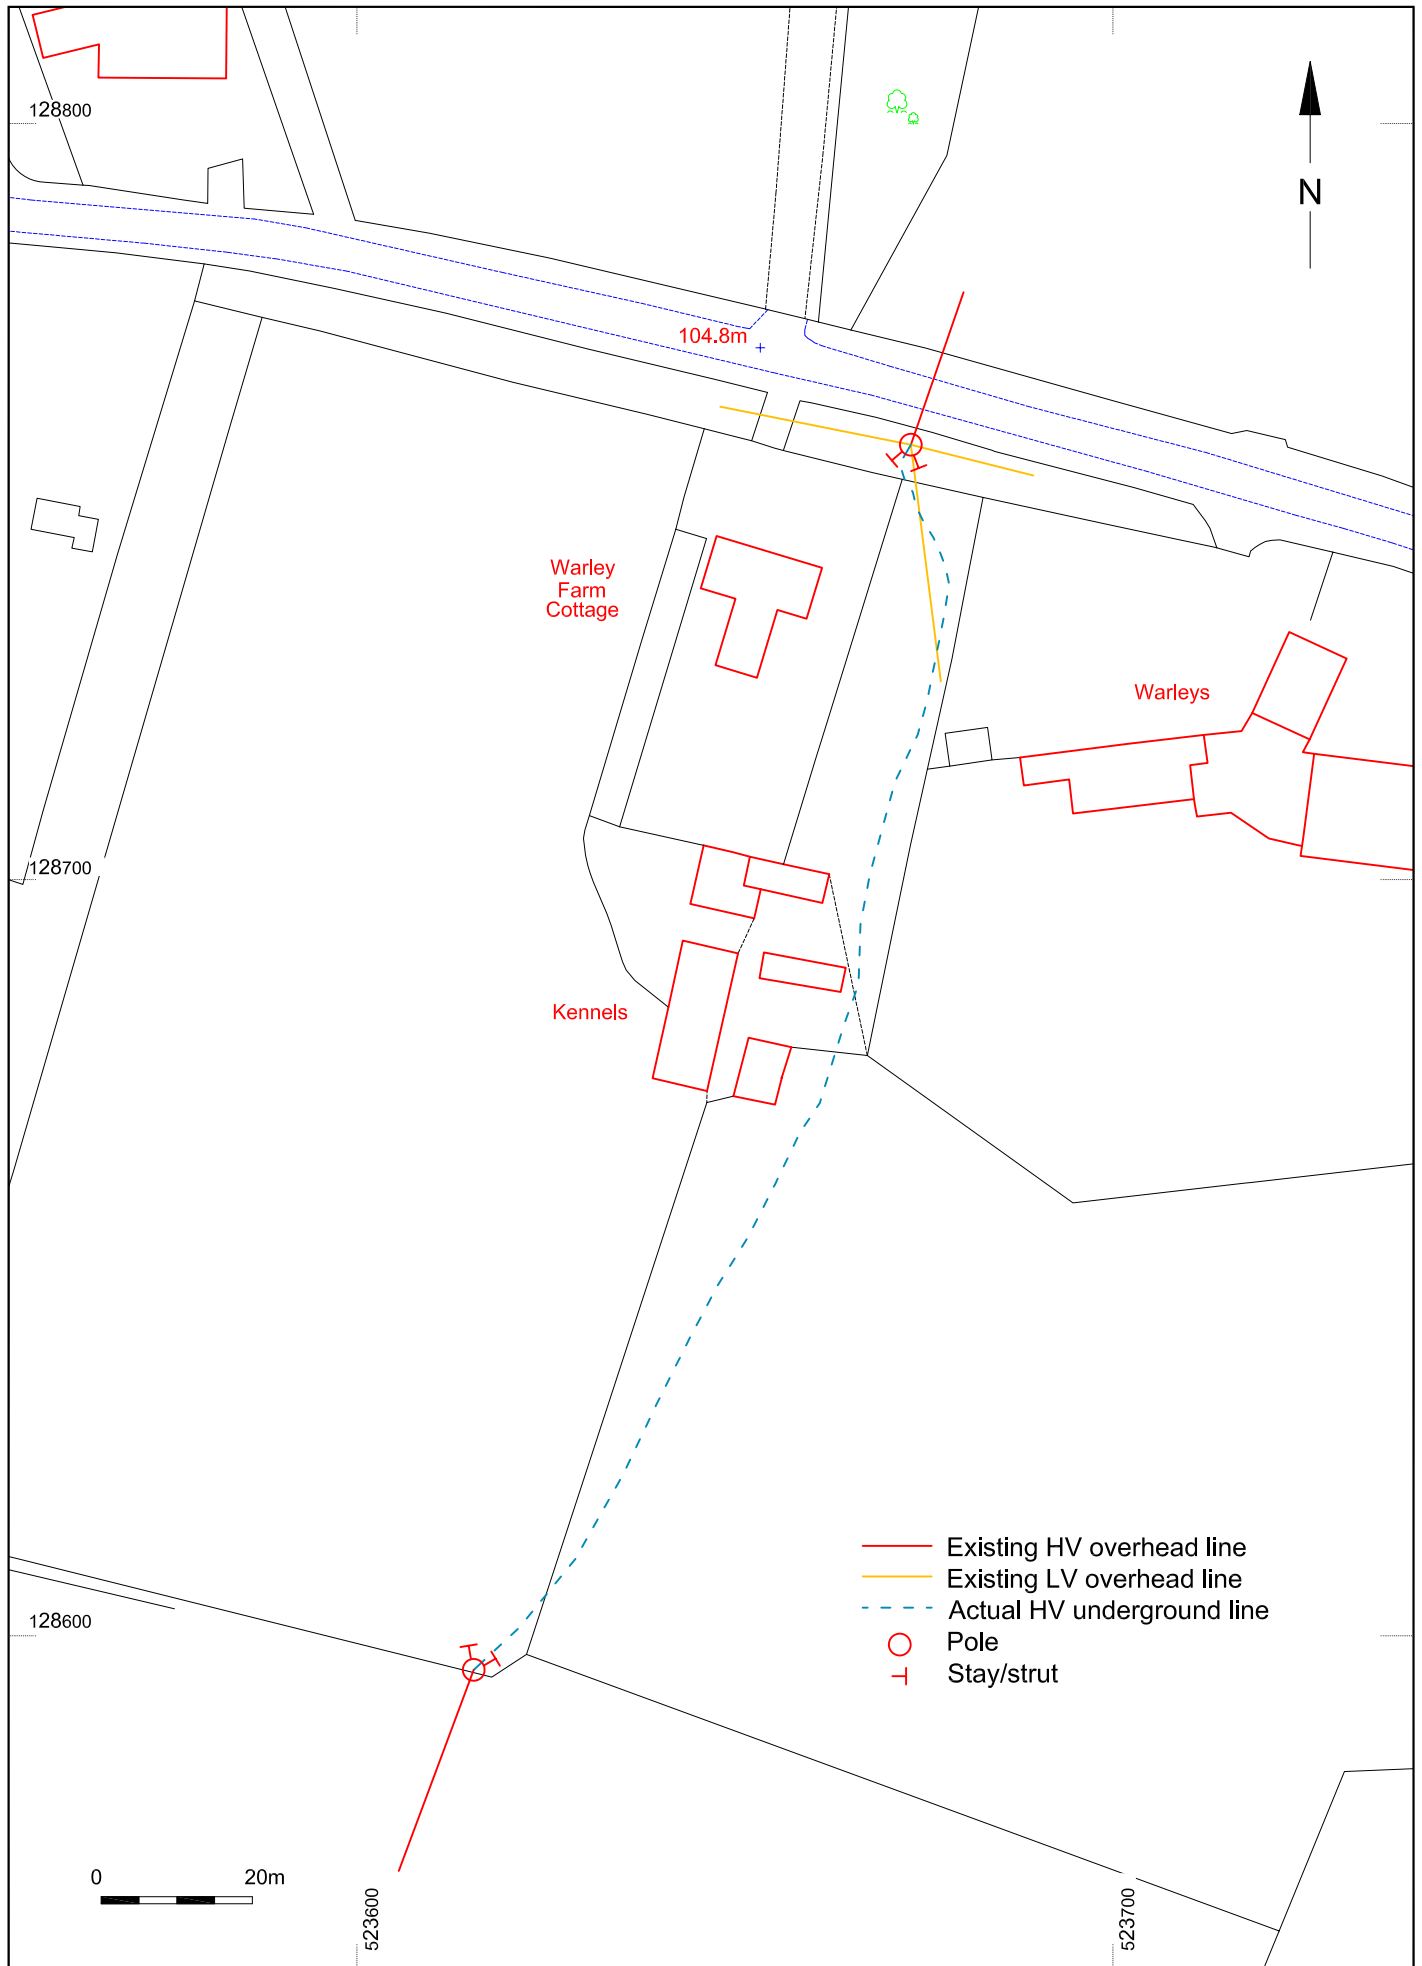 128800
N
104.8m
Warley
Farm
Cottage
Warleys
128700
Kennels
Existing HV overhead line
Existing LV overhead line
Actual HV underground line
Pole
Stay/strut
128600
0 20m
523600
523700